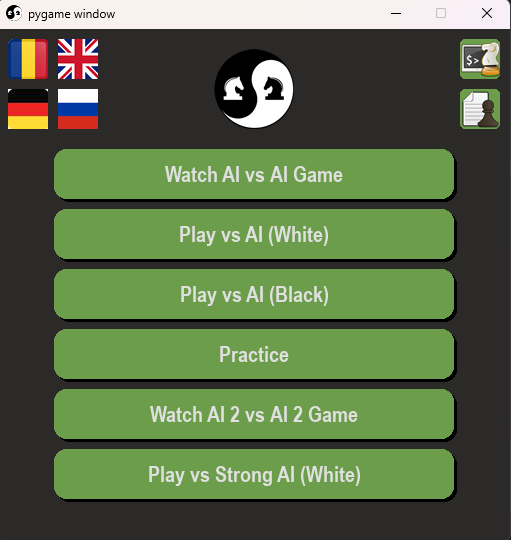 pygame window
$>_
Watch AI vs AI Game
Play vs AI (White)
Play vs AI (Black)
Practice
Watch AI 2 vs AI 2 Game
Play vs Strong AI (White)